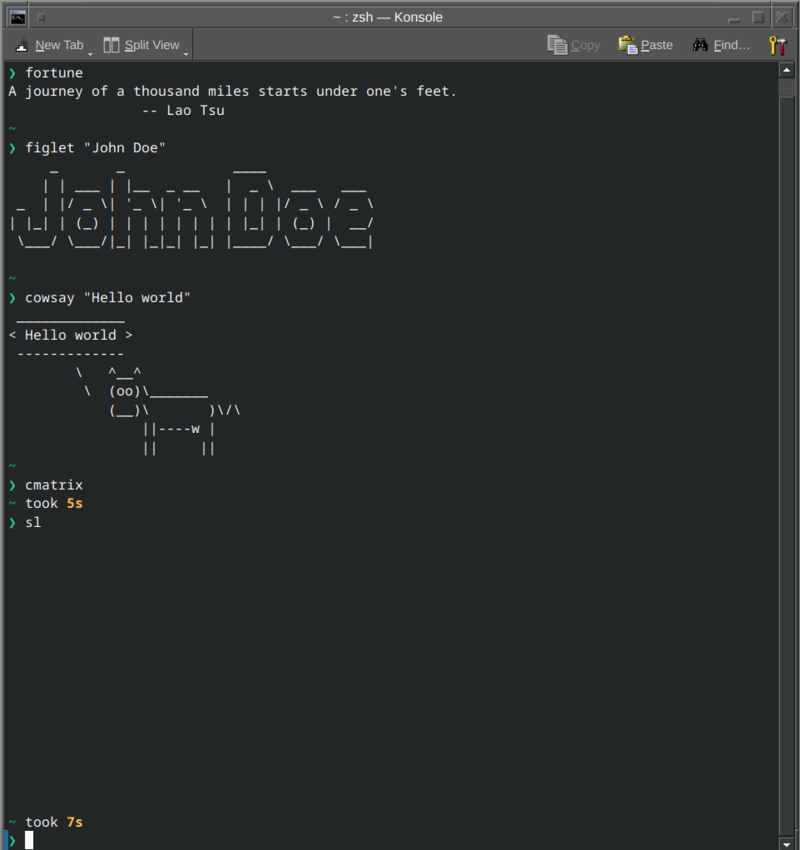 ~ : zsh — Konsole
New Tab Split View Copy Paste Find...
❯ fortune
A journey of a thousand miles starts under one's feet.
                -- Lao Tsu
~
❯ figlet "John Doe"
     _       _             ____
    | | ___ | |__  _ __   |  _ \  ___   ___
 _  | |/ _ \| '_ \| '_ \  | | | |/ _ \ / _ \
| |_| | (_) | | | | | | | | |_| | (_) |  __/
 \___/ \___/|_| |_|_| |_| |____/ \___/ \___|
~
❯ cowsay "Hello world"
 _____________
< Hello world >
 -------------
        \   ^__^
         \  (oo)\_______
            (__)\       )\/\
                ||----w |
                ||     ||
~
❯ cmatrix
~ took 5s
❯ sl
~ took 7s
❯